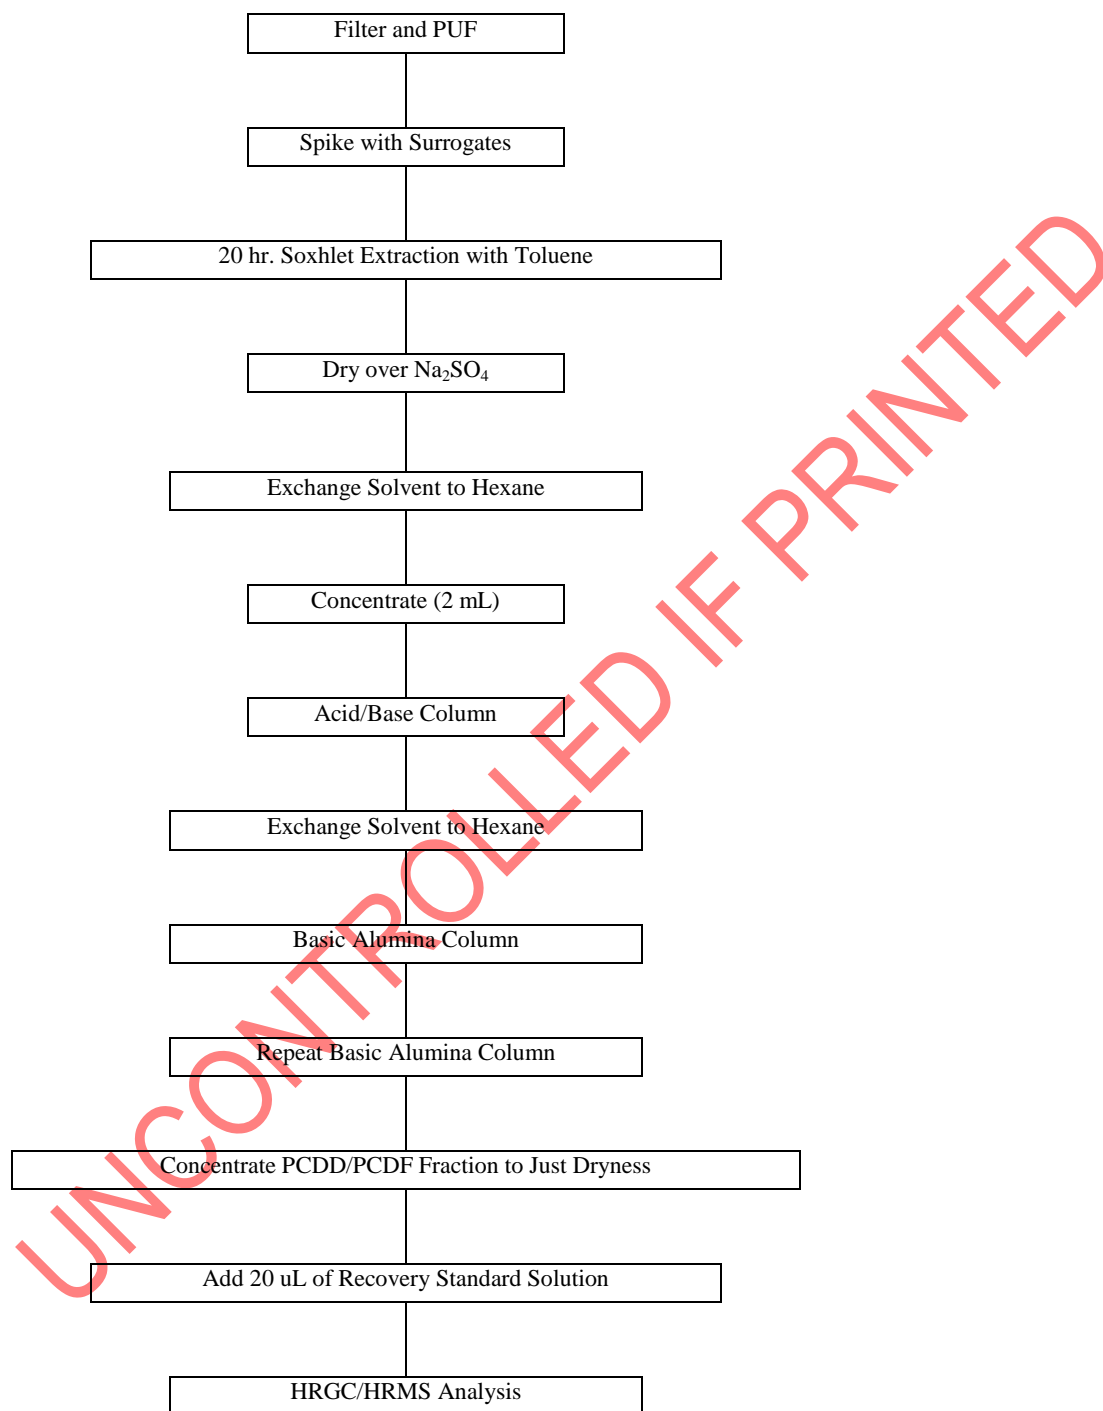 Filter and PUF
Spike with Surrogates
20 hr. Soxhlet Extraction with Toluene
Dry over Na₂SO₄
Exchange Solvent to Hexane
Concentrate (2 mL)
Acid/Base Column
Exchange Solvent to Hexane
Basic Alumina Column
Repeat Basic Alumina Column
Concentrate PCDD/PCDF Fraction to Just Dryness
Add 20 uL of Recovery Standard Solution
HRGC/HRMS Analysis
UNCONTROLLED IF PRINTED